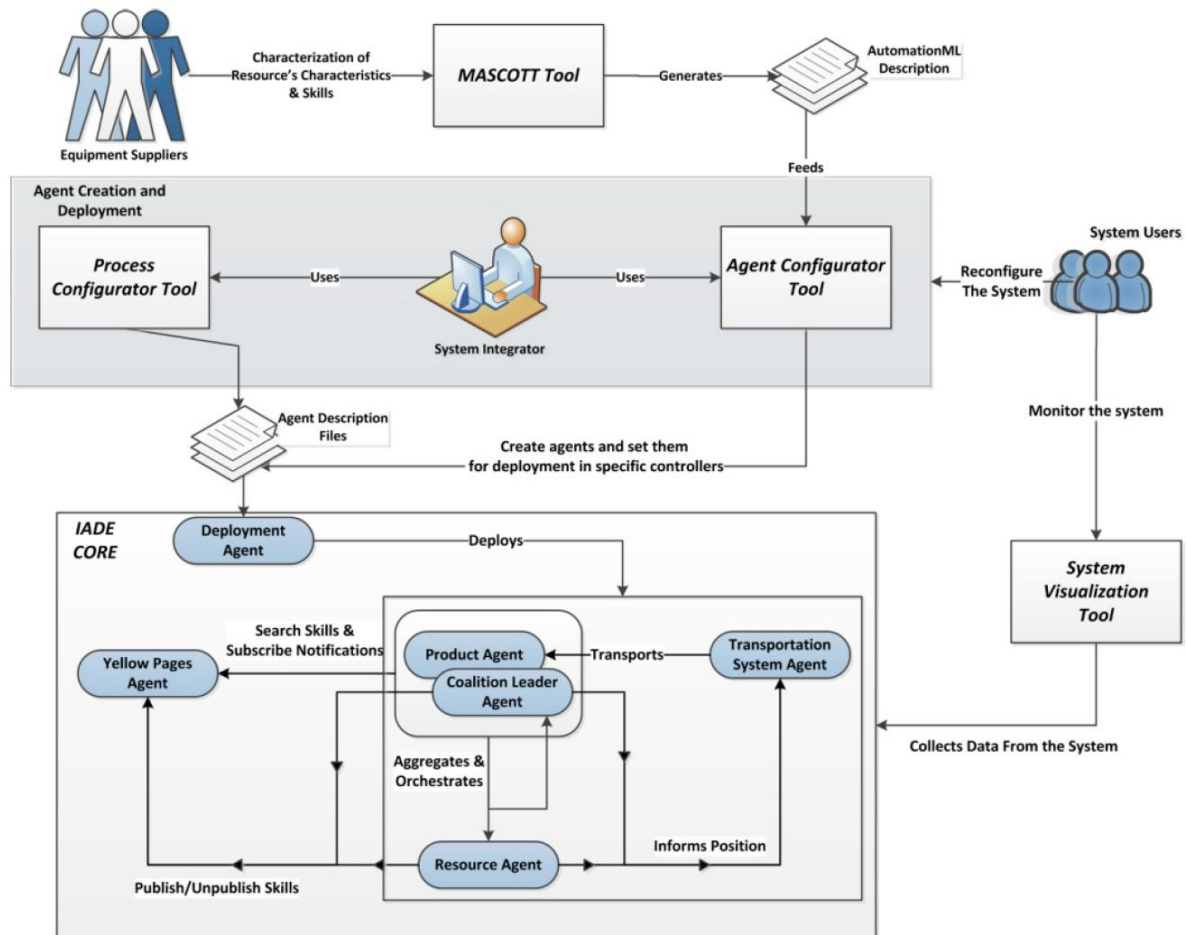 Characterization of
Resource's Characteristics
& Skills
Equipment Suppliers
MASCOTT Tool
Generates
AutomationML
Description
Feeds
Agent Creation and
Deployment
Process
Configurator Tool
Uses
System Integrator
Uses
Agent Configurator
Tool
System Users
Reconfigure
The System
Monitor the system
Agent Description
Files
Create agents and set them
for deployment in specific controllers
IADE
CORE
Deployment
Agent
Deploys
System
Visualization
Tool
Search Skills &
Subscribe Notifications
Yellow Pages
Agent
Product Agent
Coalition Leader
Agent
Transports
Transportation
System Agent
Collects Data From the System
Aggregates &
Orchestrates
Informs Position
Resource Agent
Publish/Unpublish Skills